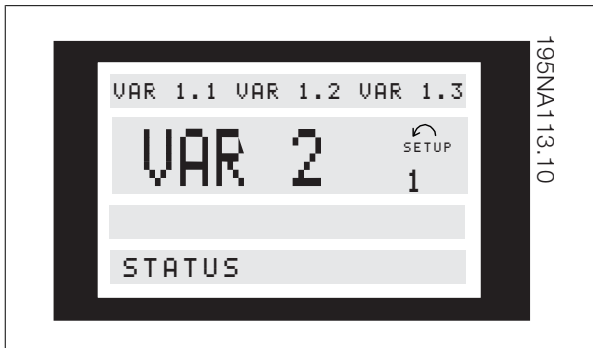 VAR 1.1 VAR 1.2 VAR 1.3
VAR 2
SETUP
1
STATUS
195NA113.10